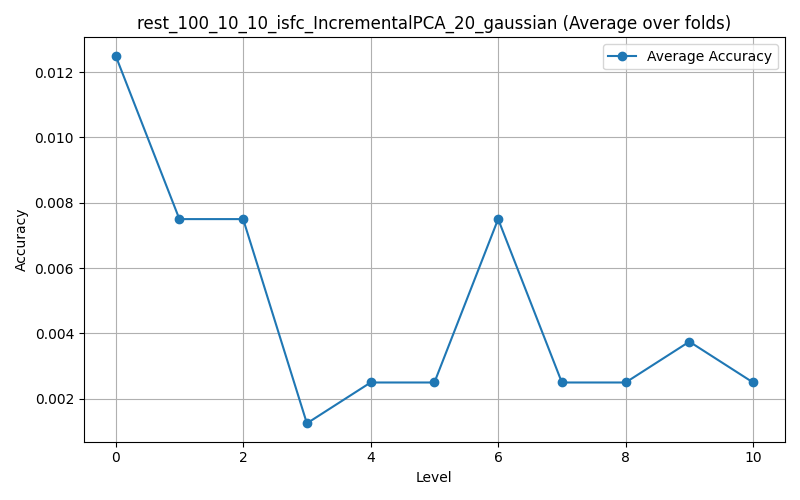 rest_100_10_10_isfc_IncrementalPCA_20_gaussian (Average over folds)
Average Accuracy
0.012
0.010
0.008
0.006
0.004
0.002
Accuracy
0 2 4 6 8 10
Level